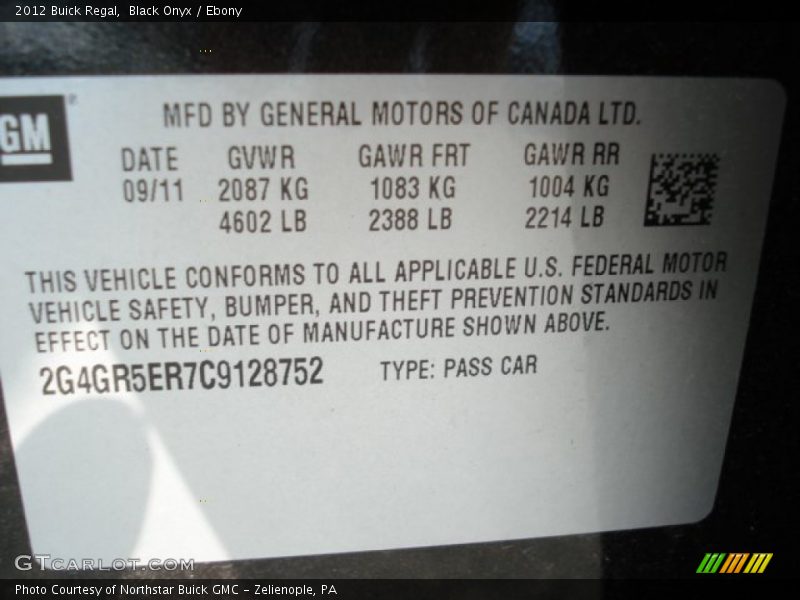 2012 Buick Regal, Black Onyx / Ebony
GM
MFD BY GENERAL MOTORS OF CANADA LTD.
DATE GVWR GAWR FRT GAWR RR
09/11 2087 KG 1083 KG 1004 KG
4602 LB 2388 LB 2214 LB
THIS VEHICLE CONFORMS TO ALL APPLICABLE U.S. FEDERAL MOTOR
VEHICLE SAFETY, BUMPER, AND THEFT PREVENTION STANDARDS IN
EFFECT ON THE DATE OF MANUFACTURE SHOWN ABOVE.
2G4GR5ER7C9128752 TYPE: PASS CAR
GTcarlot.com
Photo Courtesy of Northstar Buick GMC - Zelienople, PA